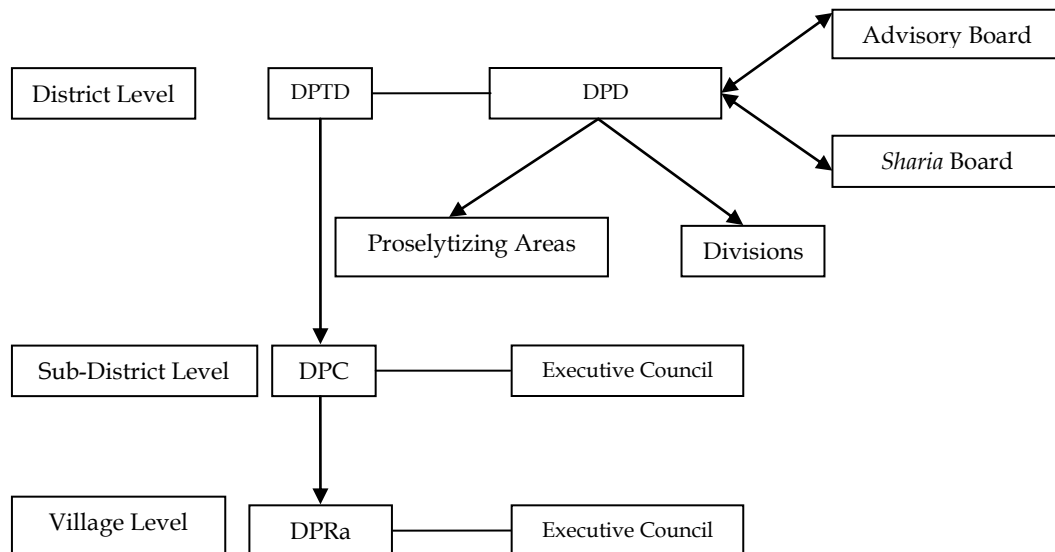 Advisory Board
District Level
DPTD
DPD
Sharia Board
Proselytizing Areas
Divisions
Sub-District Level
DPC
Executive Council
Village Level
DPRa
Executive Council